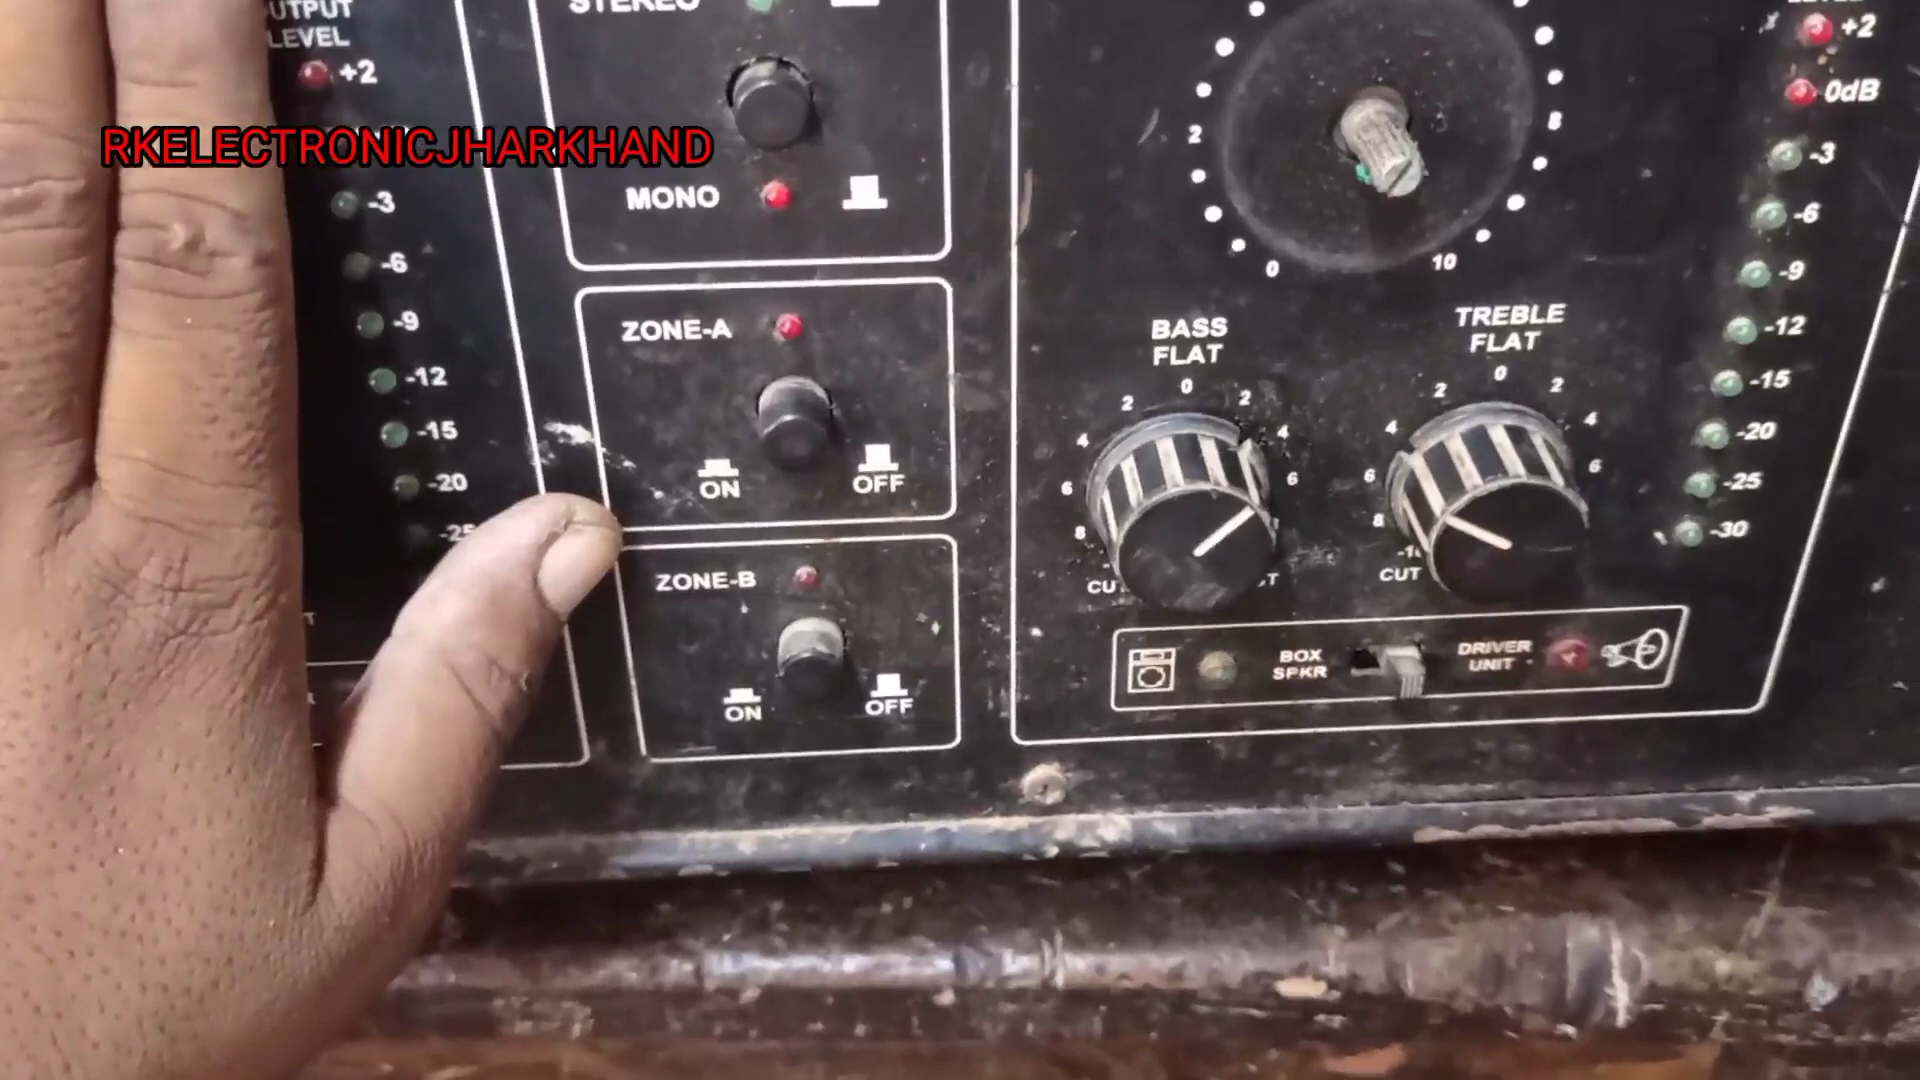 LEVEL
+2
-3
-6
-9
-12
-15
-20
-25
RKELECTRONICJHARKHAND
STEREO
MONO
ZONE-A
ON OFF
ZONE-B
ON OFF
2
8
0 10
BASS
FLAT
2 0 2
4 4
6 6
8
TREBLE
FLAT
2 0 2
4 4
6 6
8
CUT
BOX
SPKR
DRIVER
UNIT
+2
0dB
-3
-6
-9
-12
-15
-20
-25
-30